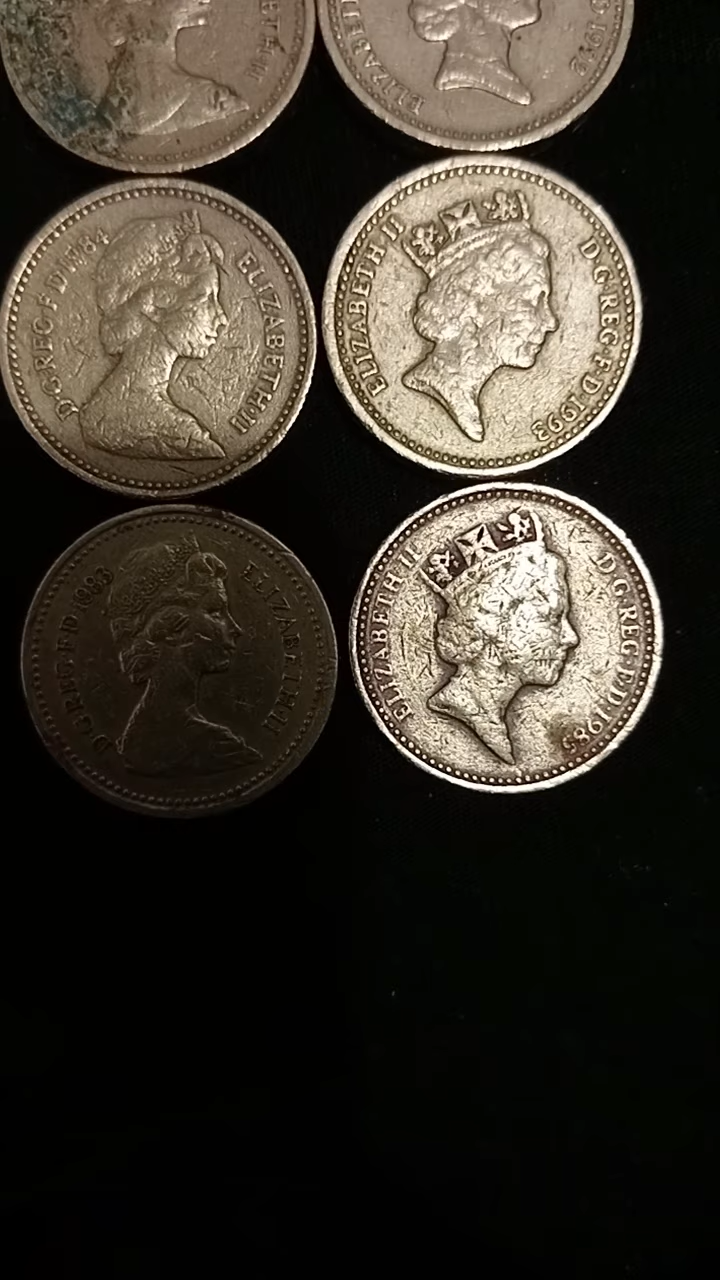 ELIZABETH II
D·G·REG·F·D·1984
ELIZABETH·II
ELIZABETH II
D·G·REG·F·D·1993
D·G·REG·F·D·1983
ELIZABETH·II
ELIZABETH II
D·G·REG·F·D·1985